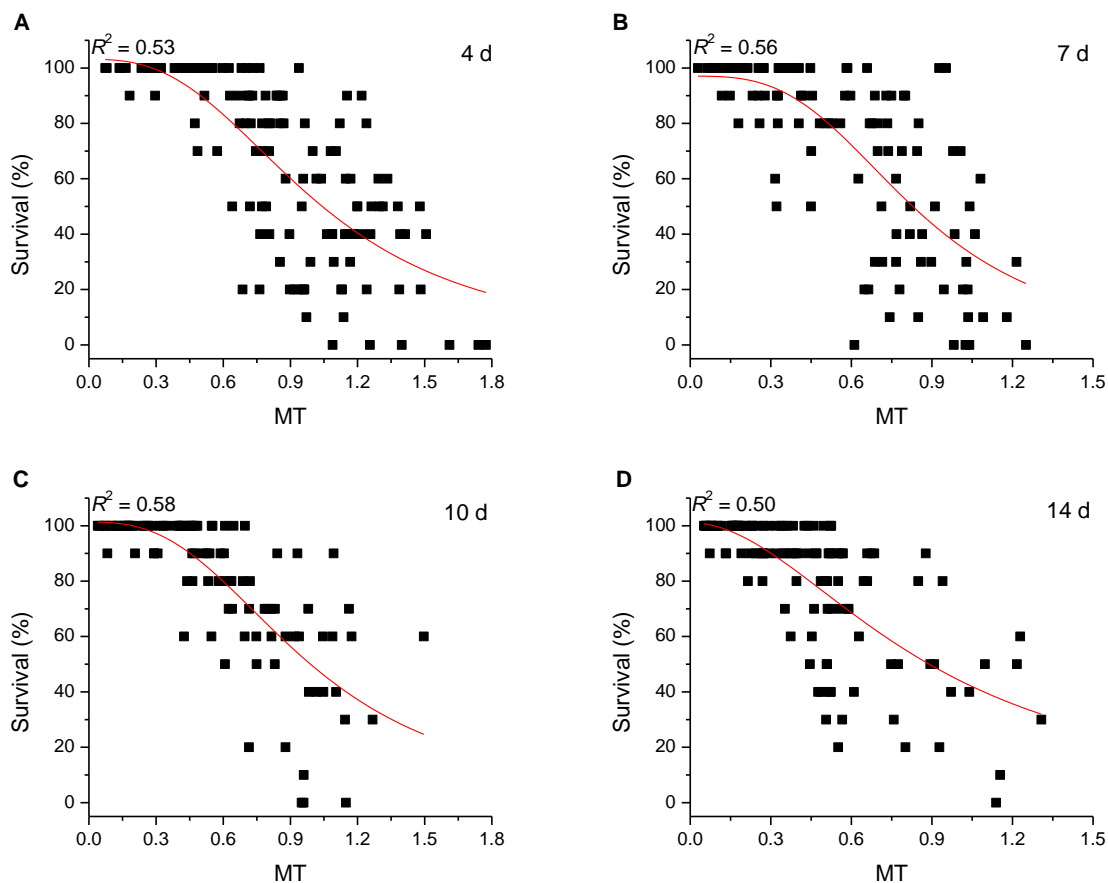 A
R² = 0.53
4 d
100
80
60
40
20
0
Survival (%)
0.0 0.3 0.6 0.9 1.2 1.5 1.8
MT
B
R² = 0.56
7 d
100
80
60
40
20
0
Survival (%)
0.0 0.3 0.6 0.9 1.2 1.5
MT
C
R² = 0.58
10 d
100
80
60
40
20
0
Survival (%)
0.0 0.3 0.6 0.9 1.2 1.5 1.8
MT
D
R² = 0.50
14 d
100
80
60
40
20
0
Survival (%)
0.0 0.3 0.6 0.9 1.2 1.5
MT